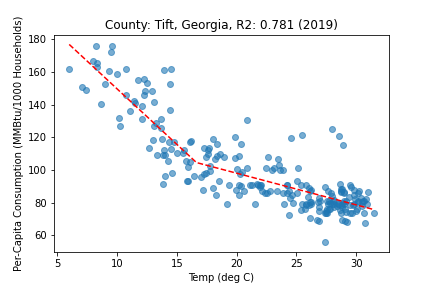 County: Tift, Georgia, R2: 0.781 (2019)
Per-Capita Consumption (MMBtu/1000 Households)
180
160
140
120
100
80
60
5 10 15 20 25 30
Temp (deg C)